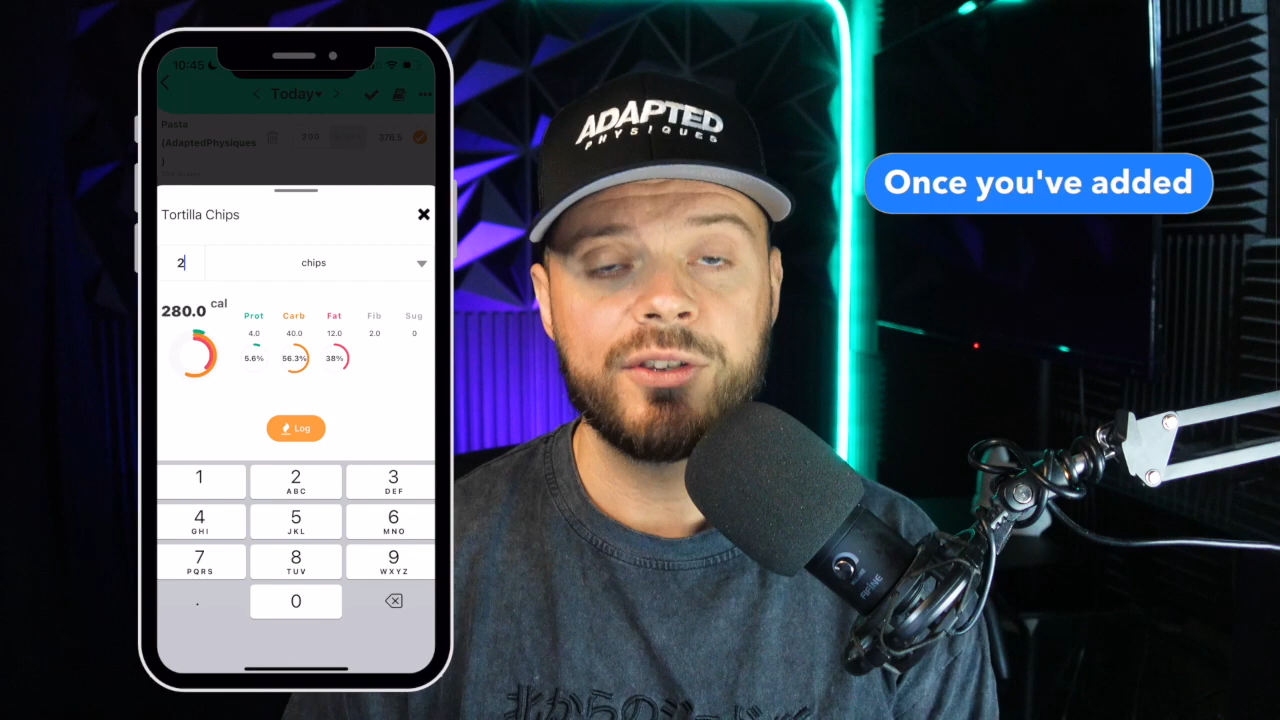 10:45
Today
Pasta
(AdaptedPhysiques
)
200
376.5
Tortilla Chips
2
chips
280.0 cal
Prot Carb Fat Fib Sug
4.0 40.0 12.0 2.0 0
5.6% 56.3% 38%
Log
1 2 3
ABC DEF
4 5 6
GHI JKL MNO
7 8 9
PQRS TUV WXYZ
. 0
ADAPTED
PHYSIQUES
Once you've added